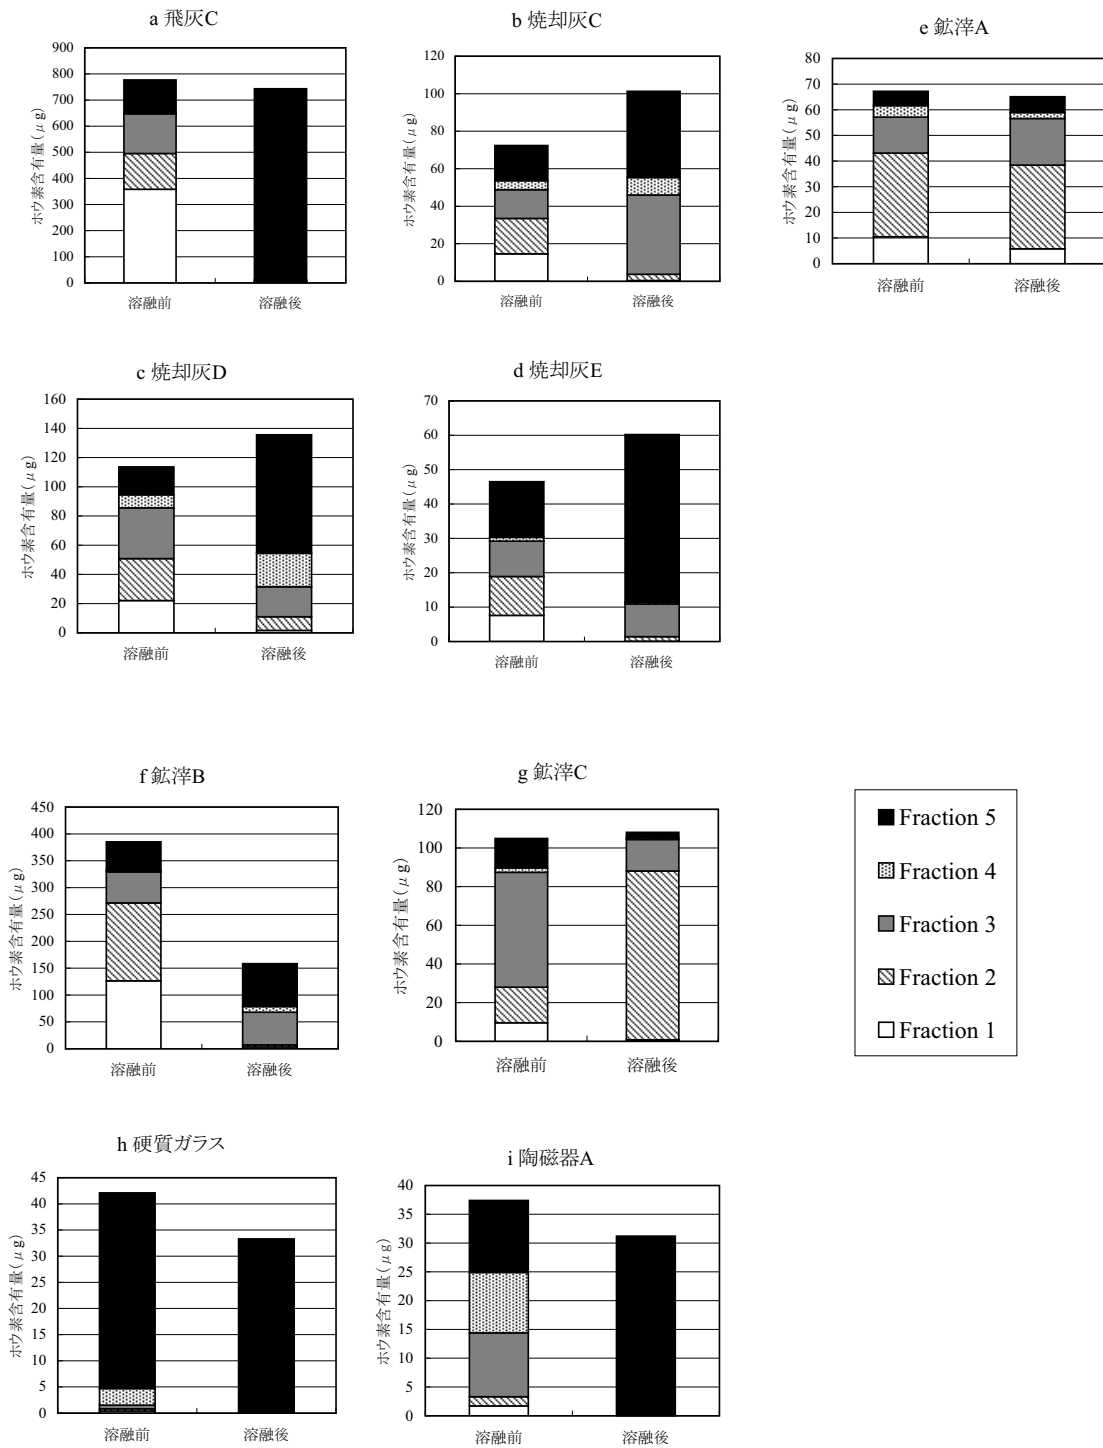 a 飛灰C
ホウ素含有量(μg)
900
800
700
600
500
400
300
200
100
0
溶融前
溶融後
b 焼却灰C
ホウ素含有量(μg)
120
100
80
60
40
20
0
溶融前
溶融後
e 鉱滓A
ホウ素含有量(μg)
80
70
60
50
40
30
20
10
0
溶融前
溶融後
c 焼却灰D
ホウ素含有量(μg)
160
140
120
100
80
60
40
20
0
溶融前
溶融後
d 焼却灰E
ホウ素含有量(μg)
70
60
50
40
30
20
10
0
溶融前
溶融後
f 鉱滓B
ホウ素含有量(μg)
450
400
350
300
250
200
150
100
50
0
溶融前
溶融後
g 鉱滓C
ホウ素含有量(μg)
120
100
80
60
40
20
0
溶融前
溶融後
Fraction 5
Fraction 4
Fraction 3
Fraction 2
Fraction 1
h 硬質ガラス
ホウ素含有量(μg)
45
40
35
30
25
20
15
10
5
0
溶融前
溶融後
i 陶磁器A
ホウ素含有量(μg)
40
35
30
25
20
15
10
5
0
溶融前
溶融後